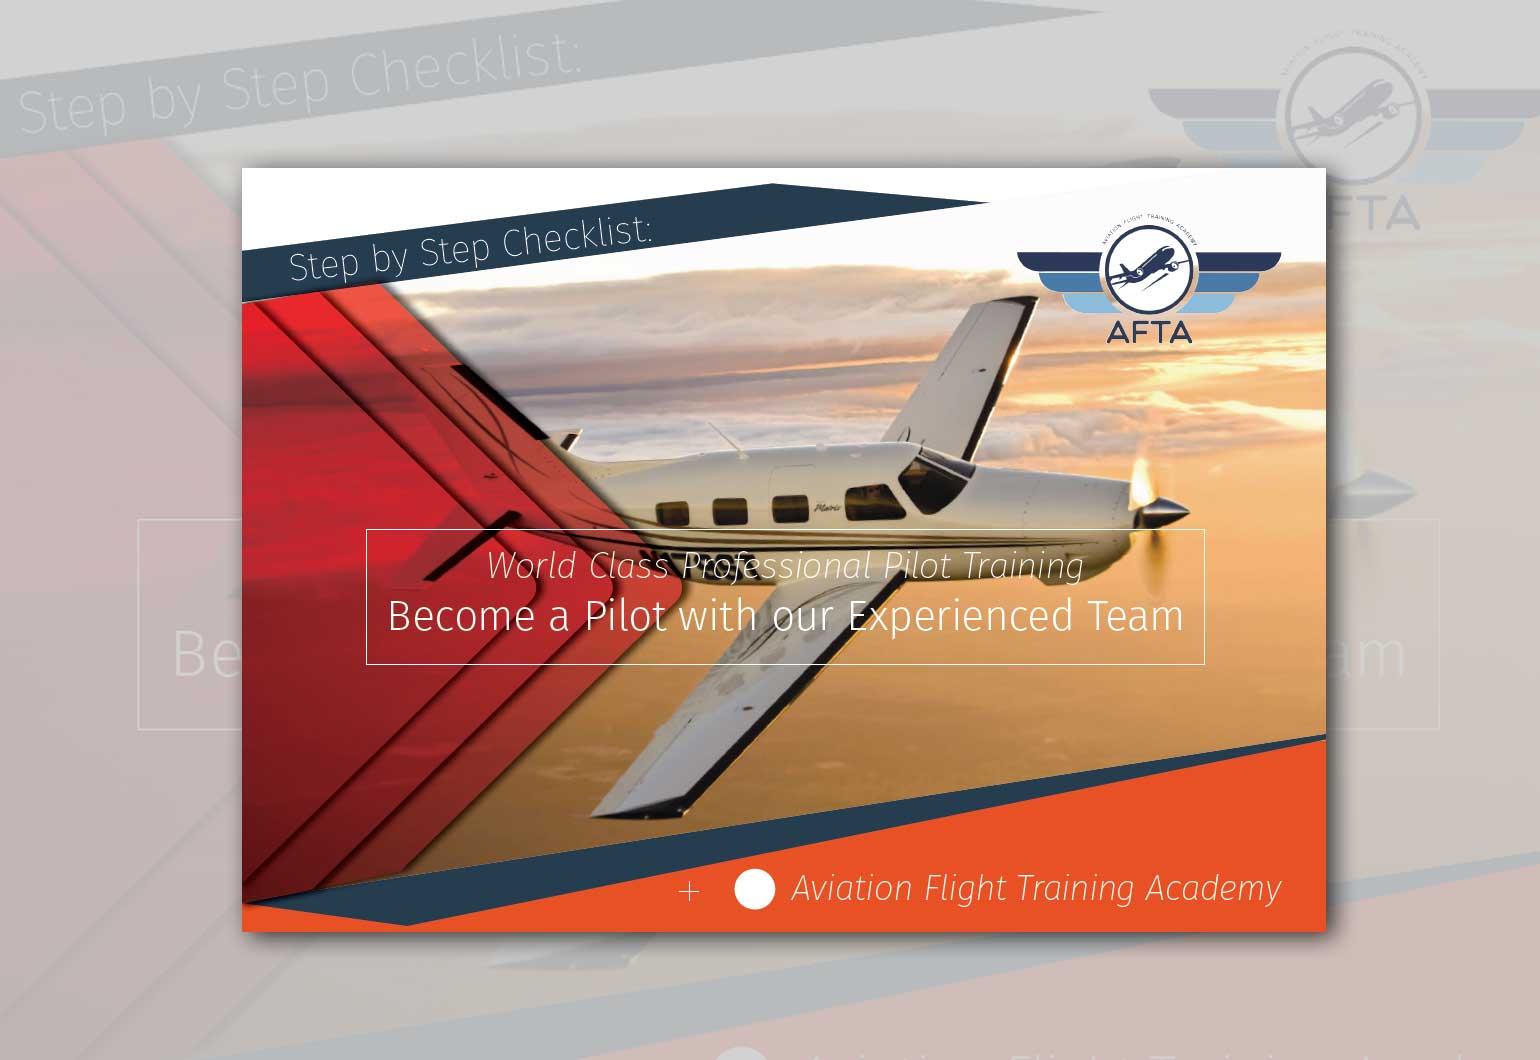 Step by Step Checklist:
AVIATION FLIGHT TRAINING ACADEMY
AFTA
Matrix
World Class Professional Pilot Training
Become a Pilot with our Experienced Team
Aviation Flight Training Academy